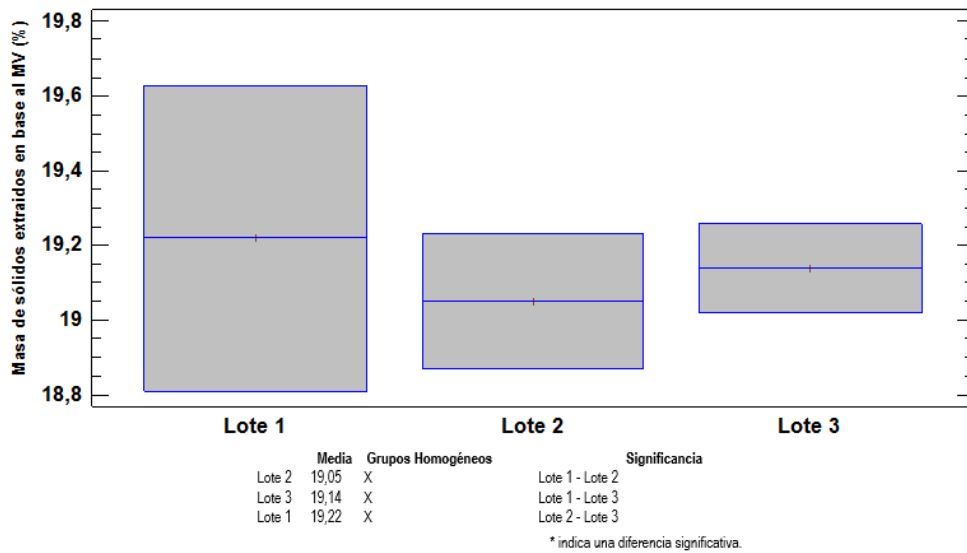 Masa de sólidos extraidos en base al MV (%)
19,8
19,6
19,4
19,2
19
18,8
Lote 1 Lote 2 Lote 3
Media Grupos Homogéneos Significancia
Lote 2 19,05 X Lote 1 - Lote 2
Lote 3 19,14 X Lote 1 - Lote 3
Lote 1 19,22 X Lote 2 - Lote 3
* indica una diferencia significativa.